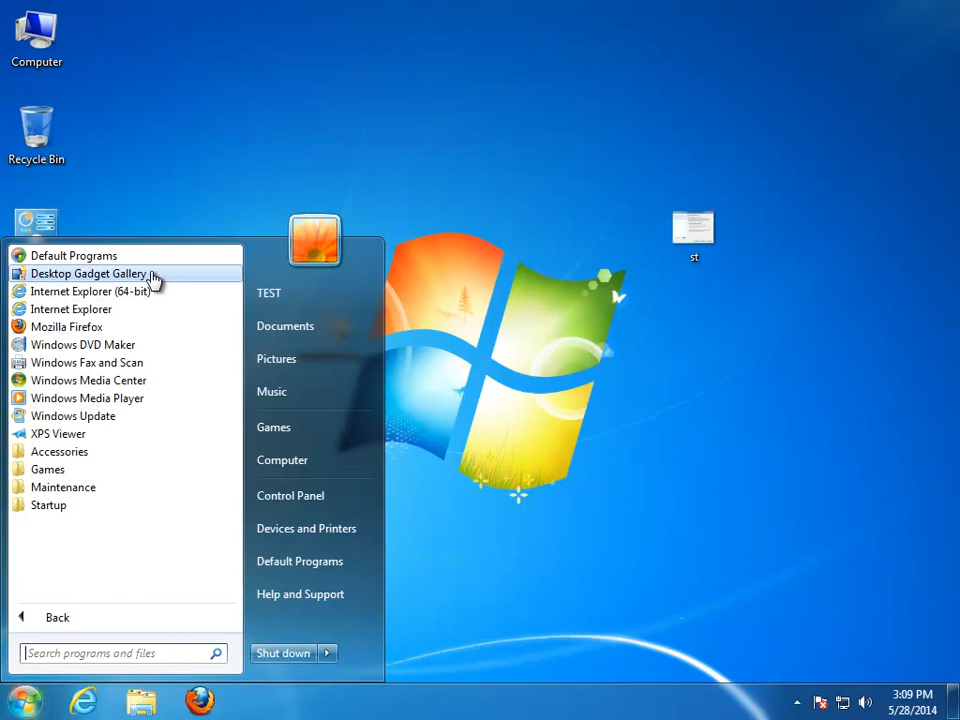 Computer
Recycle Bin
st
Default Programs
Desktop Gadget Gallery
Internet Explorer (64-bit)
Internet Explorer
Mozilla Firefox
Windows DVD Maker
Windows Fax and Scan
Windows Media Center
Windows Media Player
Windows Update
XPS Viewer
Accessories
Games
Maintenance
Startup
Back
Search programs and files
TEST
Documents
Pictures
Music
Games
Computer
Control Panel
Devices and Printers
Default Programs
Help and Support
Shut down
3:09 PM
5/28/2014